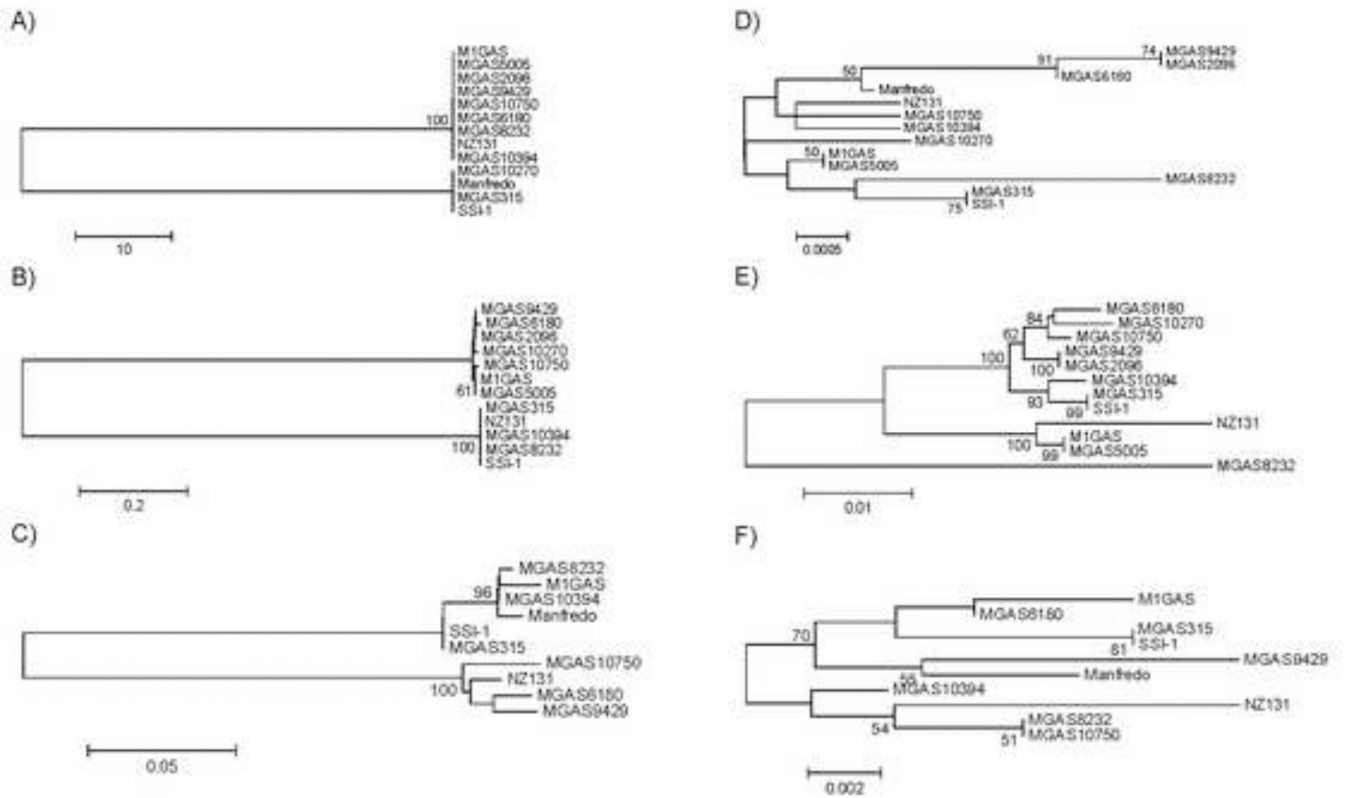 A)
M1GAS
MGAS5005
MGAS2096
MGAS9429
MGAS10750
MGAS6180
100
MGAS8232
NZ131
MGAS10394
MGAS10270
Manfredo
MGAS315
SSI-1
10
B)
MGAS9429
MGAS6180
MGAS2096
MGAS10270
MGAS10750
M1GAS
61
MGAS5005
MGAS315
NZ131
MGAS10394
100
MGAS8232
SSI-1
0.2
C)
MGAS8232
M1GAS
96
MGAS10394
Manfredo
SSI-1
MGAS315
MGAS10750
NZ131
100
MGAS6180
MGAS9429
0.05
D)
74
MGAS9429
MGAS2096
91
MGAS6180
50
Manfredo
NZ131
MGAS10750
MGAS10394
MGAS10270
50
M1GAS
MGAS5005
MGAS8232
MGAS315
75
SSI-1
0.0005
E)
MGAS6180
84
MGAS10270
62
MGAS10750
MGAS9429
100
100
MGAS2096
MGAS10394
MGAS315
93
99
SSI-1
NZ131
M1GAS
100
99
MGAS5005
MGAS8232
0.01
F)
M1GAS
MGAS6180
70
MGAS315
SSI-1
81
MGAS9429
55
Manfredo
MGAS10394
NZ131
54
MGAS8232
51
MGAS10750
0.002